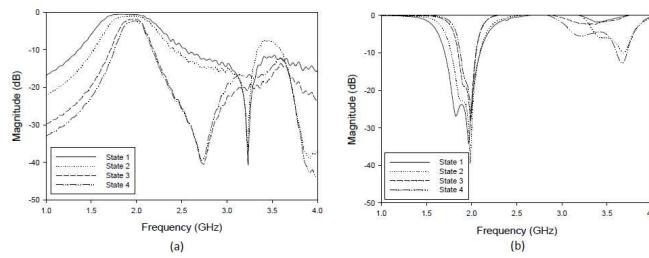 0
-10
-20
-30
-40
-50
Magnitude (dB)
State 1
State 2
State 3
State 4
1.0 1.5 2.0 2.5 3.0 3.5 4.0
Frequency (GHz)
(a)
0
-10
-20
-30
-40
-50
Magnitude (dB)
State 1
State 2
State 3
State 4
1.0 1.5 2.0 2.5 3.0 3.5 4.0
Frequency (GHz)
(b)